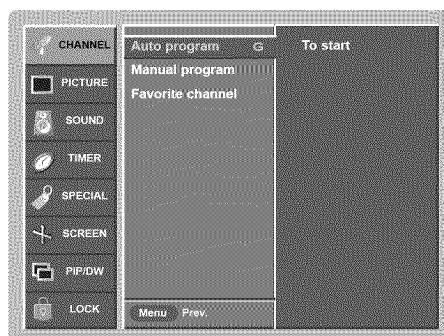 CHANNEL
PICTURE
SOUND
TIMER
SPECIAL
SCREEN
PIP/DW
LOCK
Auto program G
Manual program
Favorite channel
Menu Prev.
To start